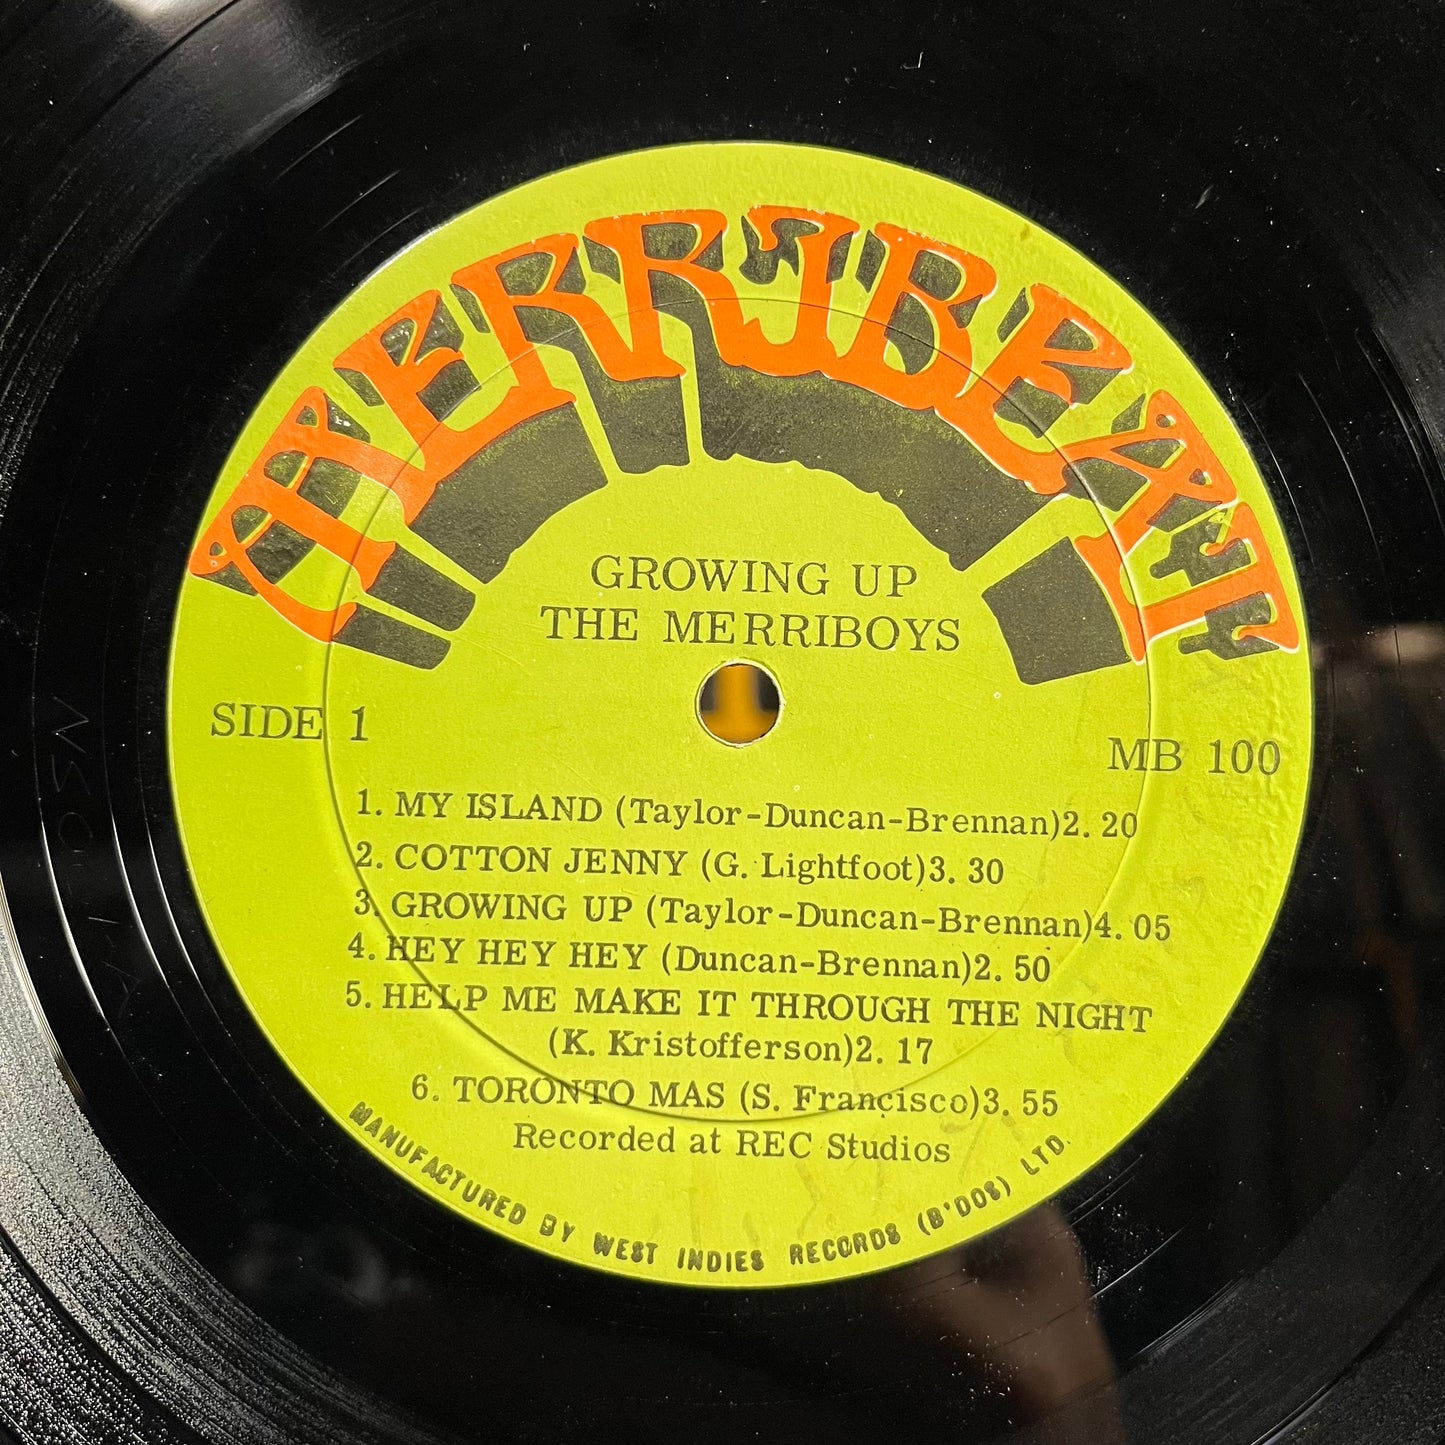 MERRIBEAT
GROWING UP
THE MERRIBOYS
SIDE 1
MB 100
1. MY ISLAND (Taylor-Duncan-Brennan)2. 20
2. COTTON JENNY (G. Lightfoot)3. 30
3. GROWING UP (Taylor-Duncan-Brennan)4. 05
4. HEY HEY HEY (Duncan-Brennan)2. 50
5. HELP ME MAKE IT THROUGH THE NIGHT
(K. Kristofferson)2. 17
6. TORONTO MAS (S. Francisco)3. 55
Recorded at REC Studios
MANUFACTURED BY WEST INDIES RECORDS (B'DOS) LTD.